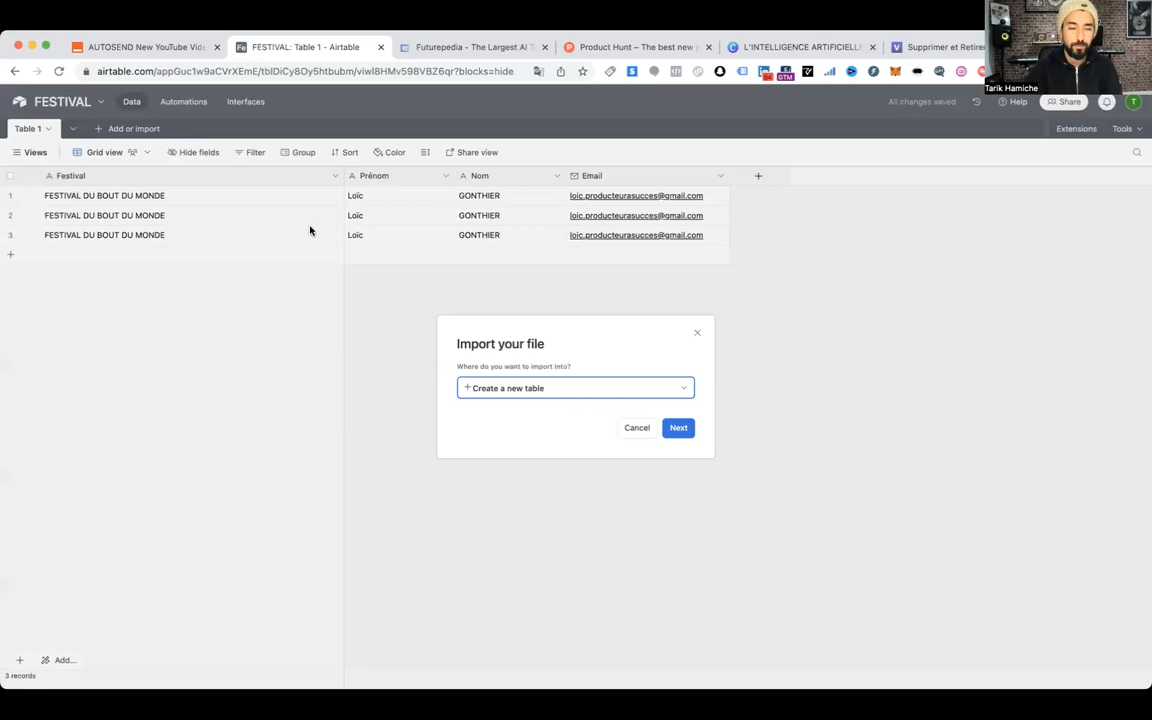 AUTOSEND New YouTube Vide
FESTIVAL: Table 1 - Airtable
Futurepedia - The Largest AI T
Product Hunt – The best new
L'INTELLIGENCE ARTIFICIELLE
Supprimer et Retire
airtable.com/appGuc1w9aCVrXEmE/tblDiCy8Oy5htbubm/viwl8HMv598VBZ6qr?blocks=hide
GTM
Tarik Hamiche
FESTIVAL
Data
Automations
Interfaces
All changes saved
Help
Share
T
Table 1
Add or import
Extensions
Tools
Views
Grid view
Hide fields
Filter
Group
Sort
Color
Share view
Festival
Prénom
Nom
Email
1 FESTIVAL DU BOUT DU MONDE Loïc GONTHIER loic.producteurasucces@gmail.com
2 FESTIVAL DU BOUT DU MONDE Loïc GONTHIER loic.producteurasucces@gmail.com
3 FESTIVAL DU BOUT DU MONDE Loïc GONTHIER loic.producteurasucces@gmail.com
Import your file
Where do you want to import into?
Create a new table
Cancel
Next
Add...
3 records